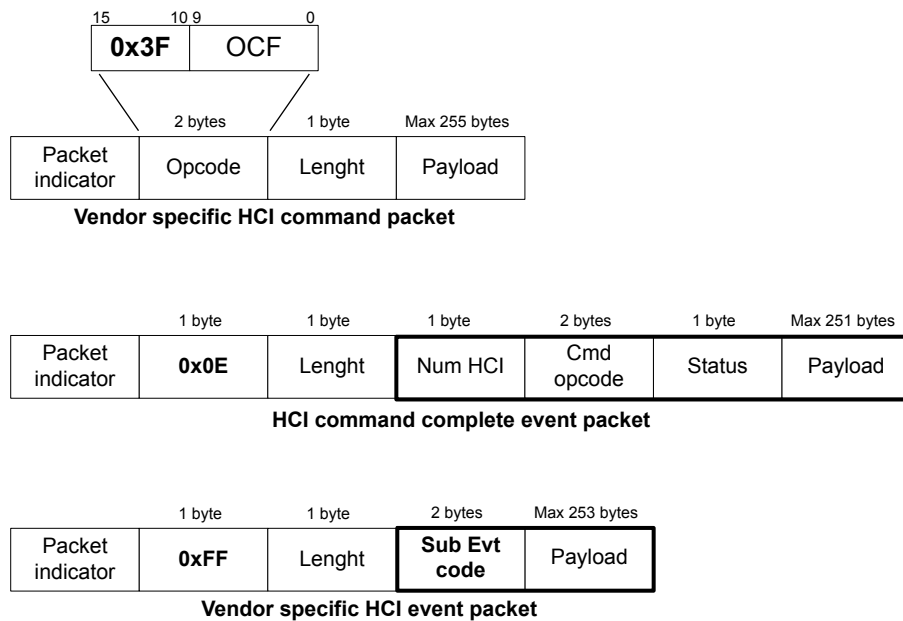 15 10 9 0
0x3F OCF
2 bytes 1 byte Max 255 bytes
Packet indicator Opcode Lenght Payload
Vendor specific HCI command packet
1 byte 1 byte 1 byte 2 bytes 1 byte Max 251 bytes
Packet indicator 0x0E Lenght Num HCI Cmd opcode Status Payload
HCI command complete event packet
1 byte 1 byte 2 bytes Max 253 bytes
Packet indicator 0xFF Lenght Sub Evt code Payload
Vendor specific HCI event packet